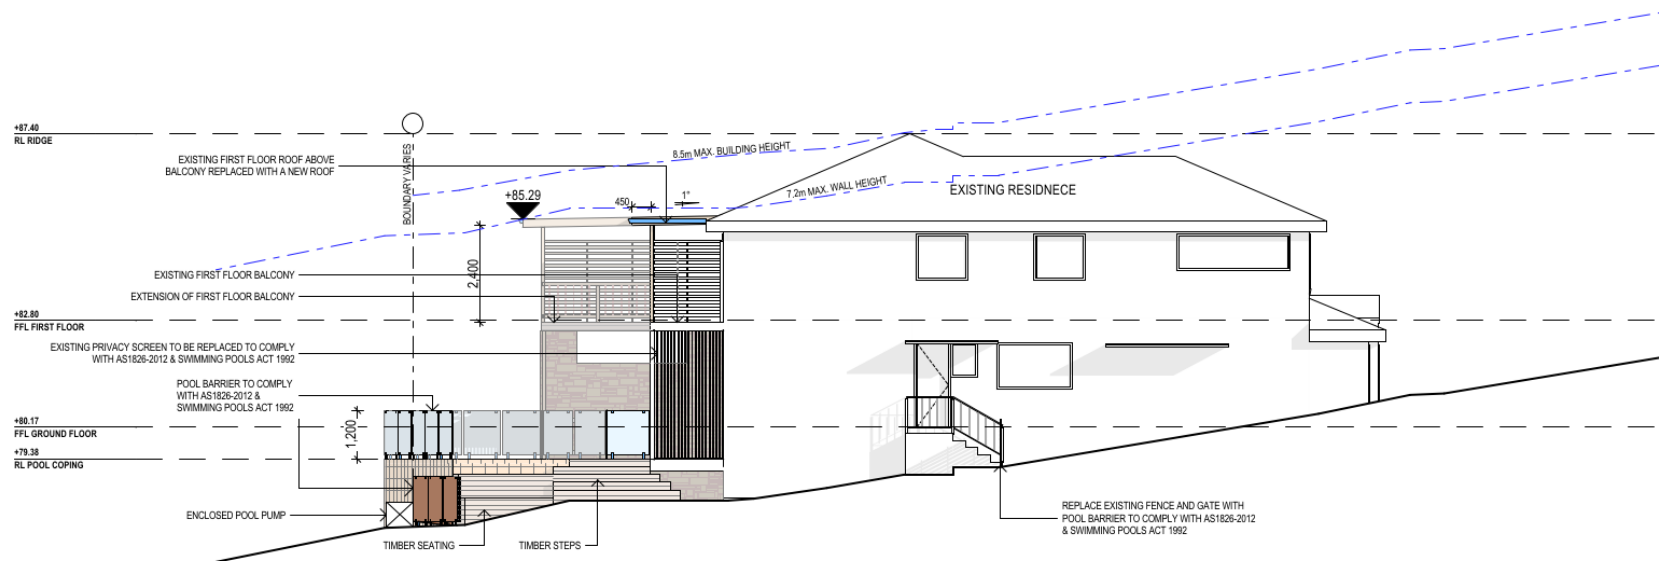 +87.40
RL RIDGE
BOUNDARY VARIES
EXISTING FIRST FLOOR ROOF ABOVE
BALCONY REPLACED WITH A NEW ROOF
8.5m MAX. BUILDING HEIGHT
7.2m MAX. WALL HEIGHT
EXISTING RESIDNECE
+85.29
450
1°
2,400
EXISTING FIRST FLOOR BALCONY
EXTENSION OF FIRST FLOOR BALCONY
+82.80
FFL FIRST FLOOR
EXISTING PRIVACY SCREEN TO BE REPLACED TO COMPLY
WITH AS1826-2012 & SWIMMING POOLS ACT 1992
POOL BARRIER TO COMPLY
WITH AS1826-2012 &
SWIMMING POOLS ACT 1992
+80.17
FFL GROUND FLOOR
1,200
+79.38
RL POOL COPING
ENCLOSED POOL PUMP
TIMBER SEATING
TIMBER STEPS
REPLACE EXISTING FENCE AND GATE WITH
POOL BARRIER TO COMPLY WITH AS1826-2012
& SWIMMING POOLS ACT 1992